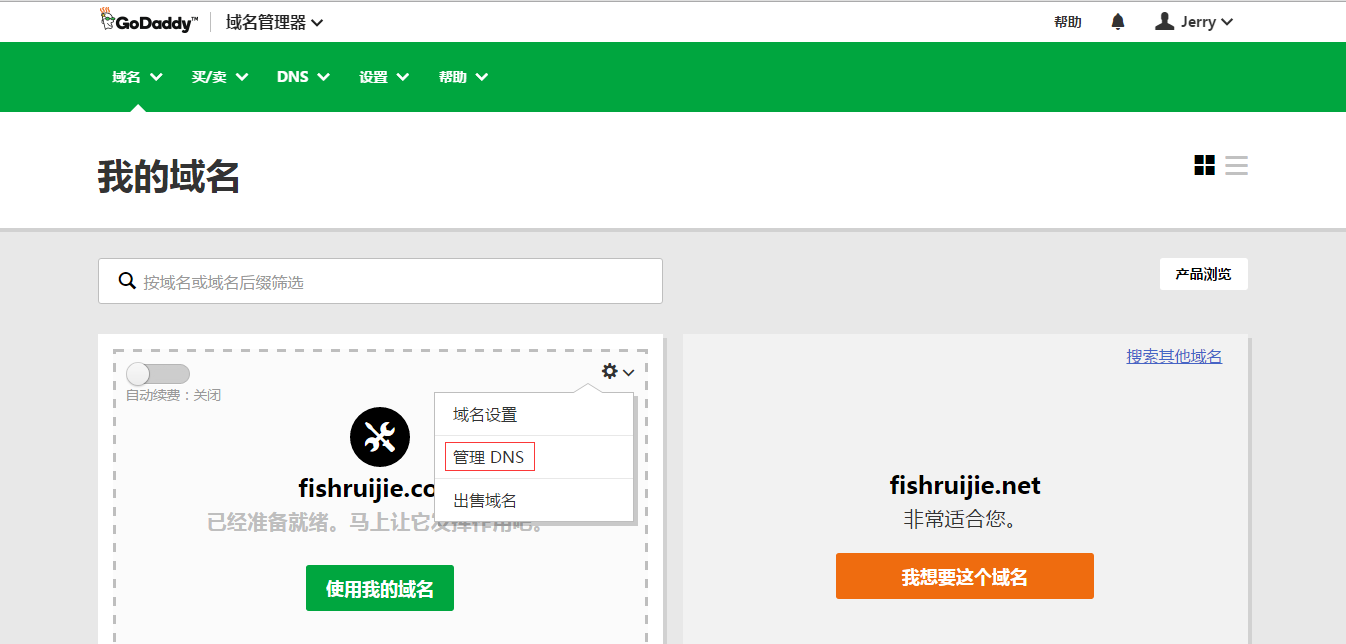 GoDaddy™ 域名管理器 帮助 Jerry
域名 买/卖 DNS 设置 帮助
我的域名
按域名或域名后缀筛选 产品浏览
搜索其他域名
自动续费：关闭
域名设置
管理 DNS
出售域名
fishruijie.co
已经准备就绪。马上让它发挥作用吧。
使用我的域名
fishruijie.net
非常适合您。
我想要这个域名